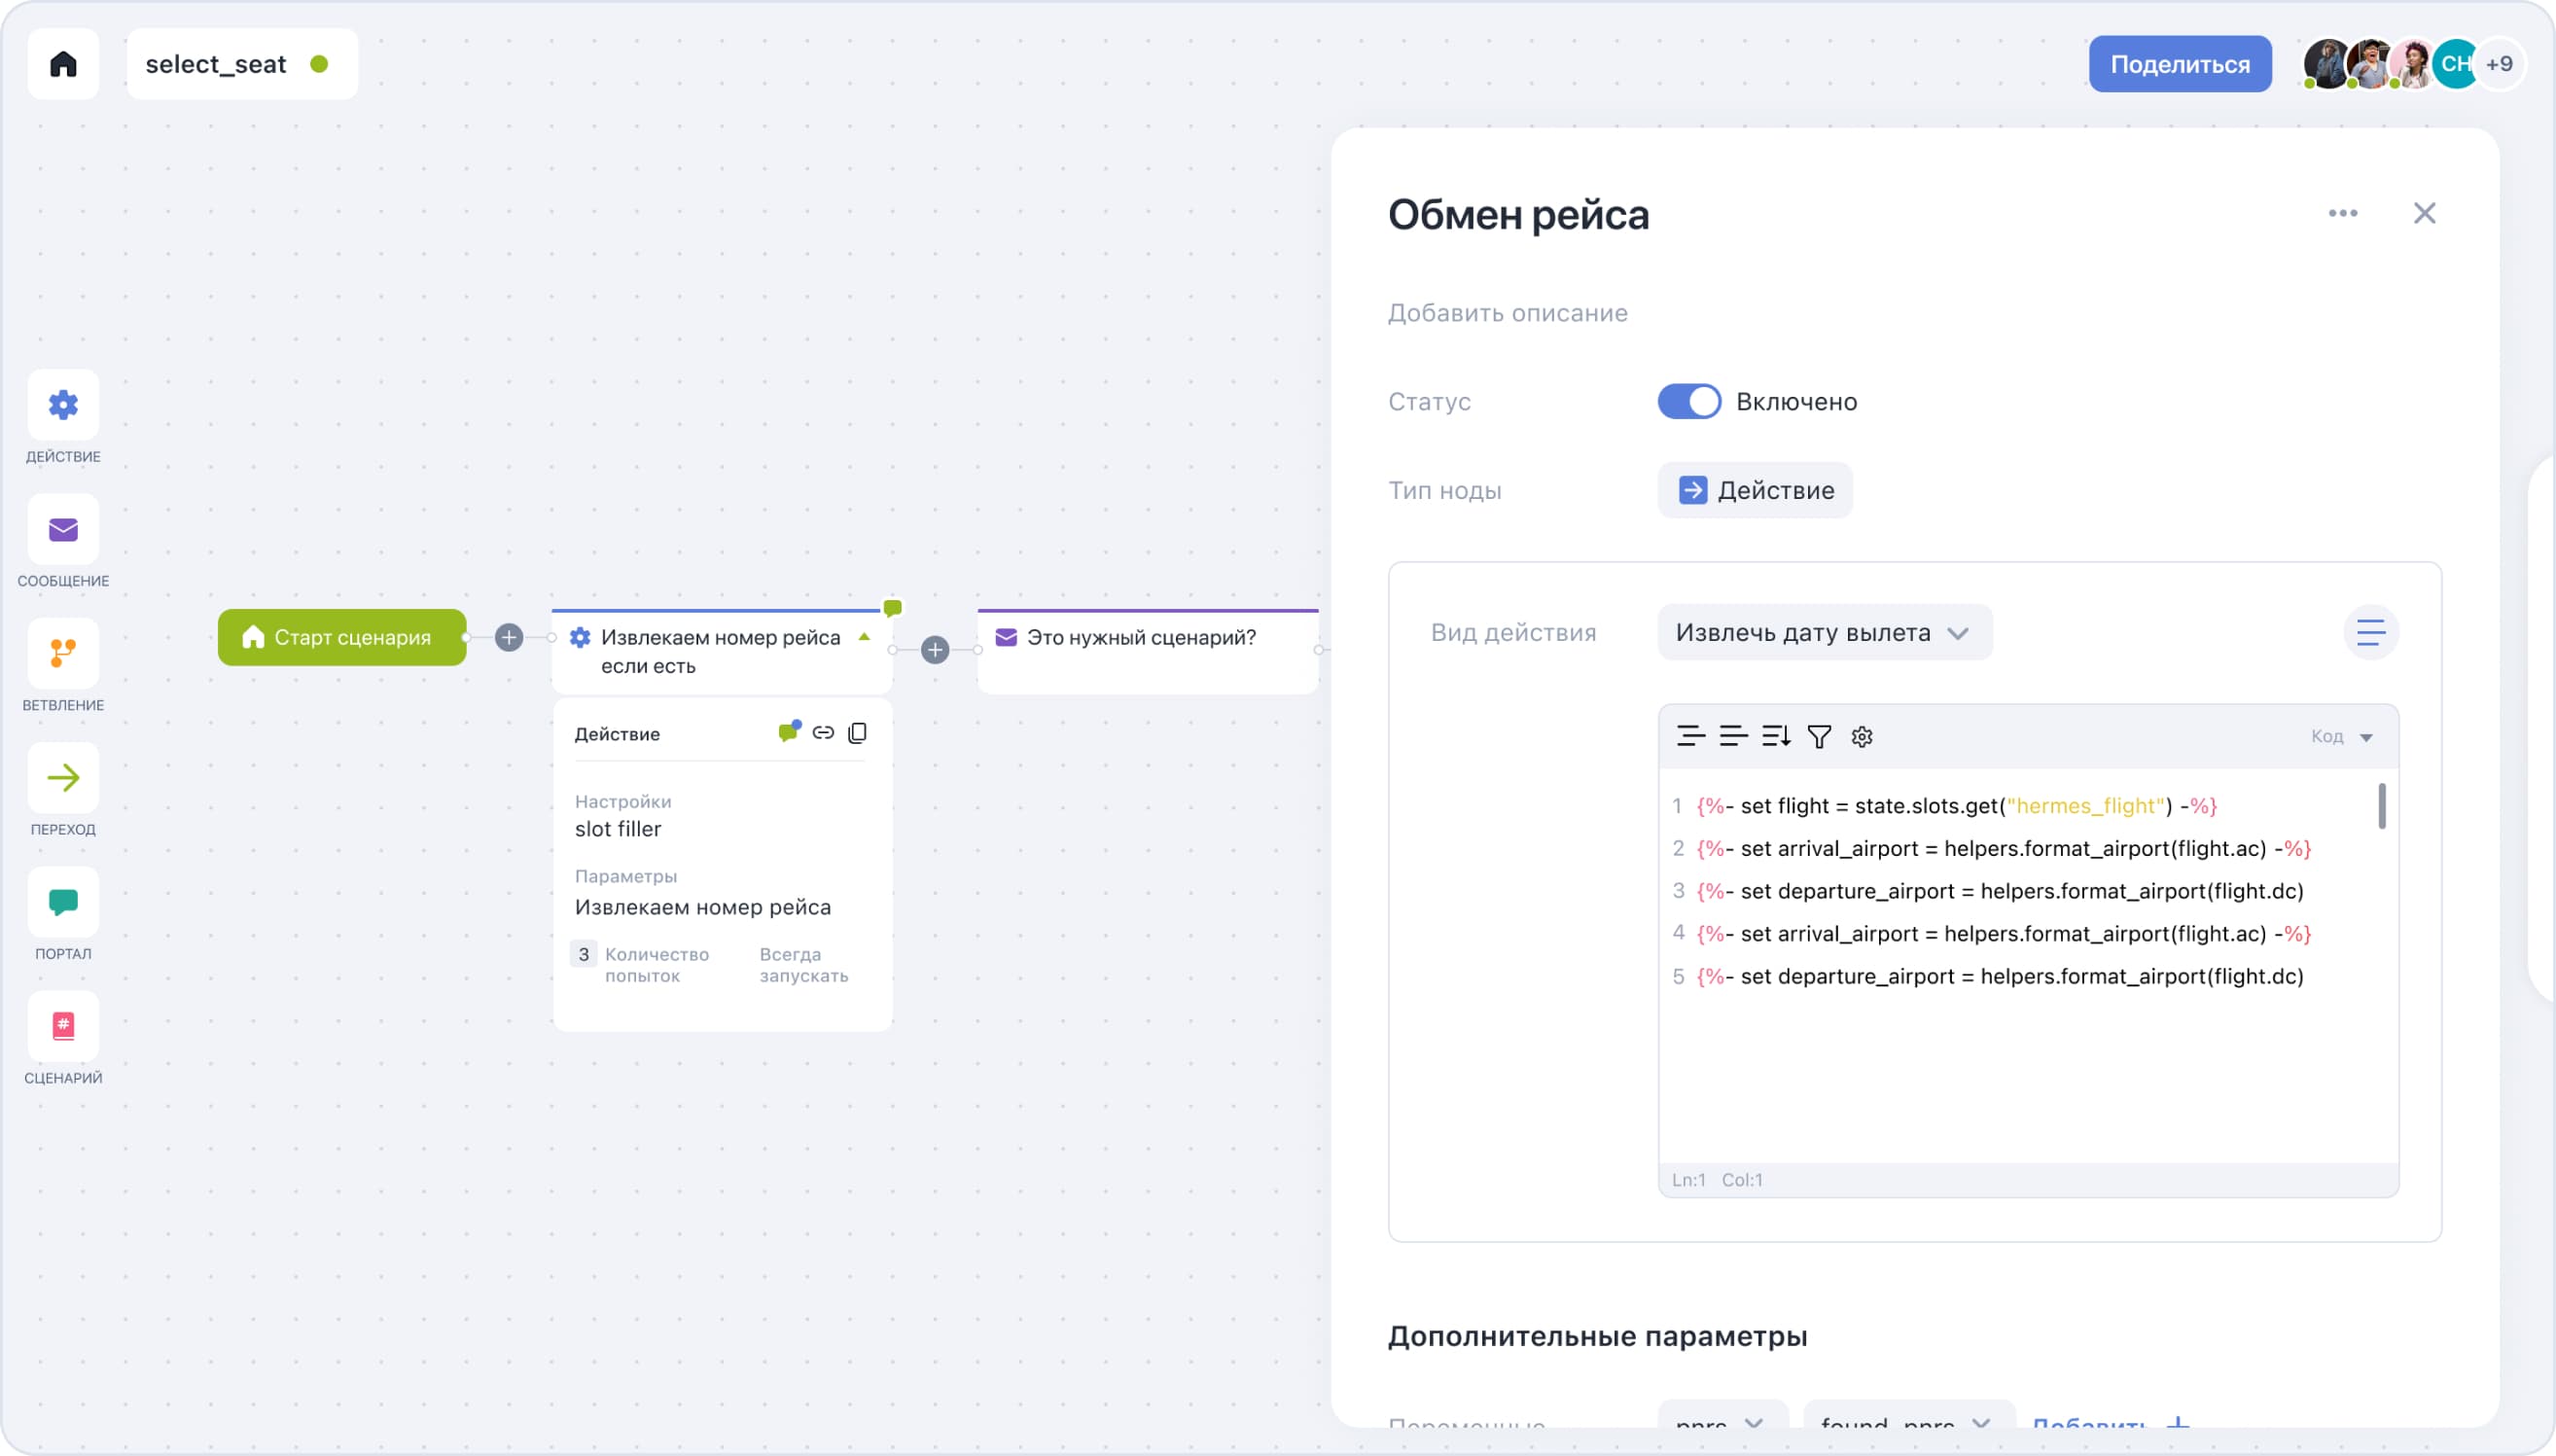 select_seat
Поделиться
CH
+9
ДЕЙСТВИЕ
СООБЩЕНИЕ
ВЕТВЛЕНИЕ
ПЕРЕХОД
ПОРТАЛ
#
СЦЕНАРИЙ
Старт сценария
Извлекаем номер рейса
если есть
Это нужный сценарий?
Действие
Настройки
slot filler
Параметры
Извлекаем номер рейса
3 Количество попыток
Всегда запускать
Обмен рейса
Добавить описание
Статус
Включено
Тип ноды
Действие
Вид действия
Извлечь дату вылета
Код
1 {%- set flight = state.slots.get("hermes_flight") -%}
2 {%- set arrival_airport = helpers.format_airport(flight.ac) -%}
3 {%- set departure_airport = helpers.format_airport(flight.dc)
4 {%- set arrival_airport = helpers.format_airport(flight.ac) -%}
5 {%- set departure_airport = helpers.format_airport(flight.dc)
Ln:1 Col:1
Дополнительные параметры
Переменные
pnrs
found_pnrs
Добавить +